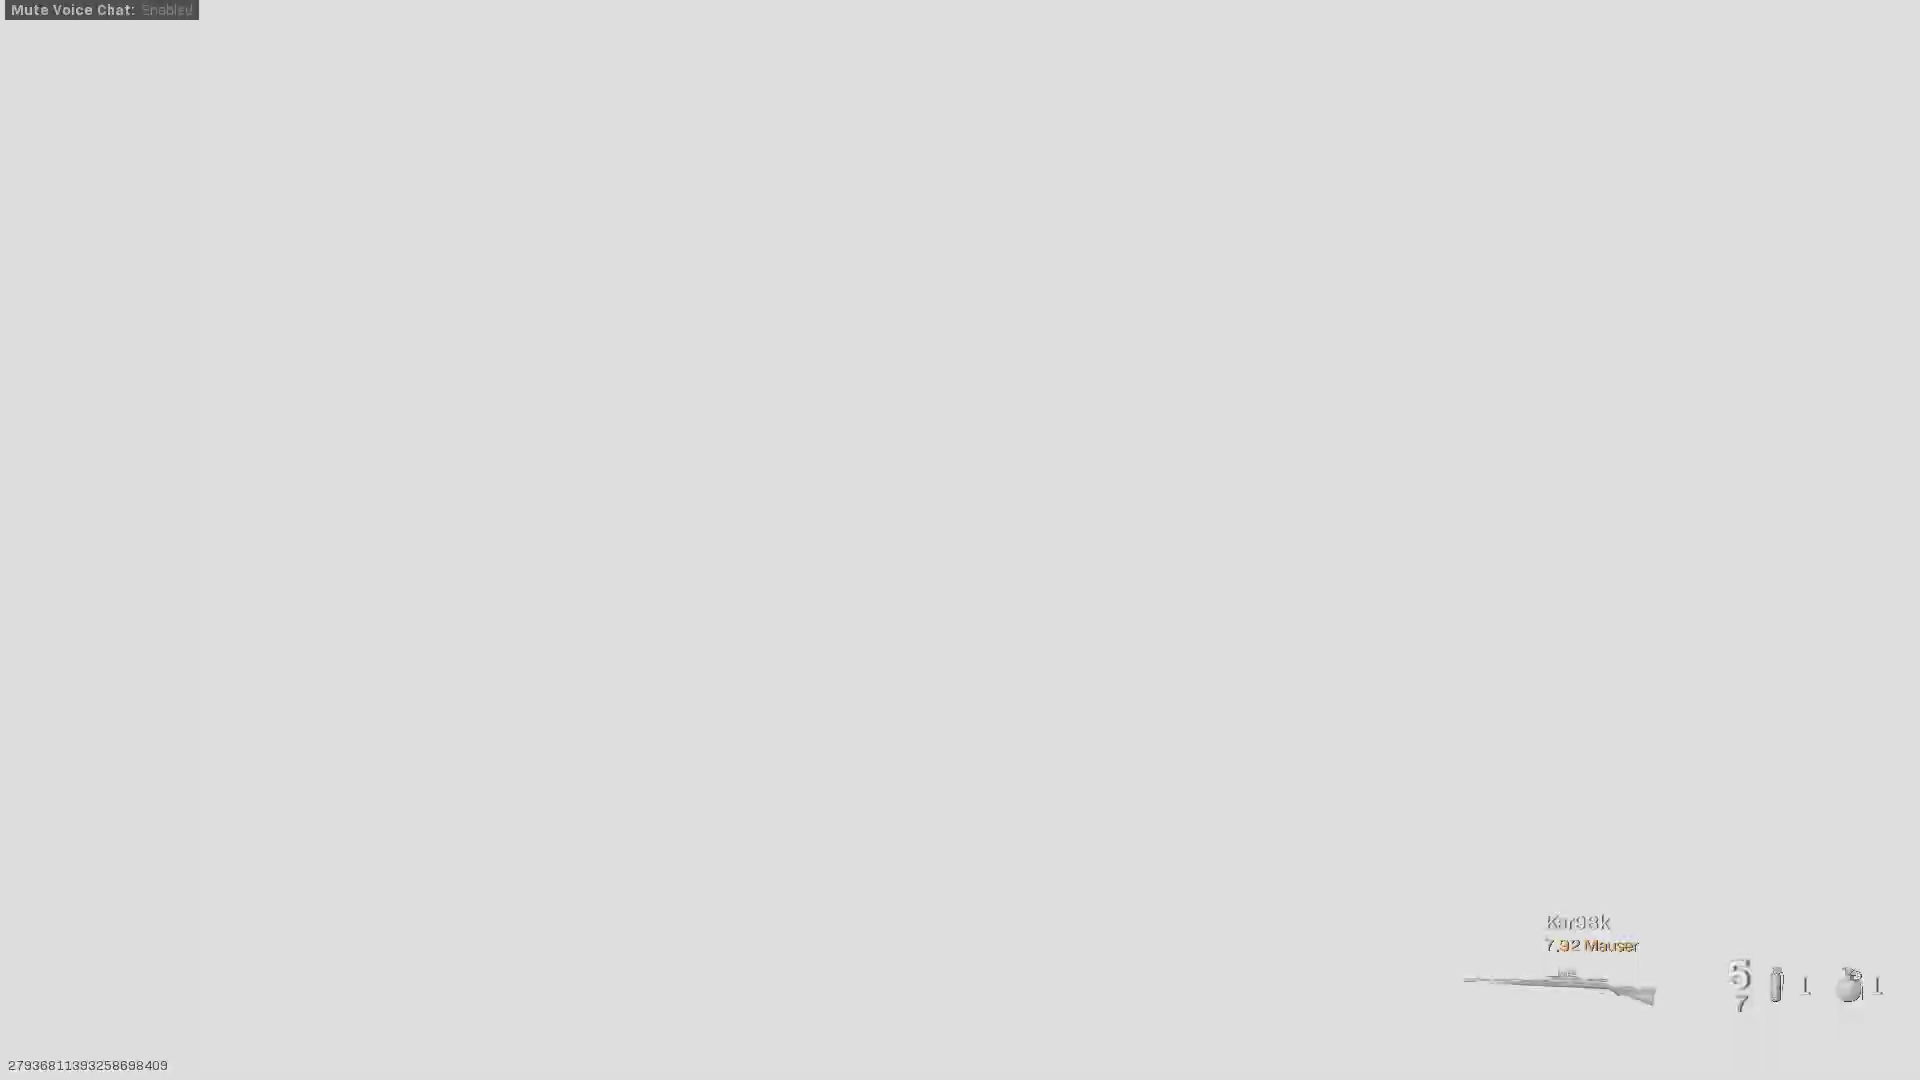 Mute Voice Chat: Enabled
Kar98k
7.92 Mauser
5
1
1
7
27936811393258698409